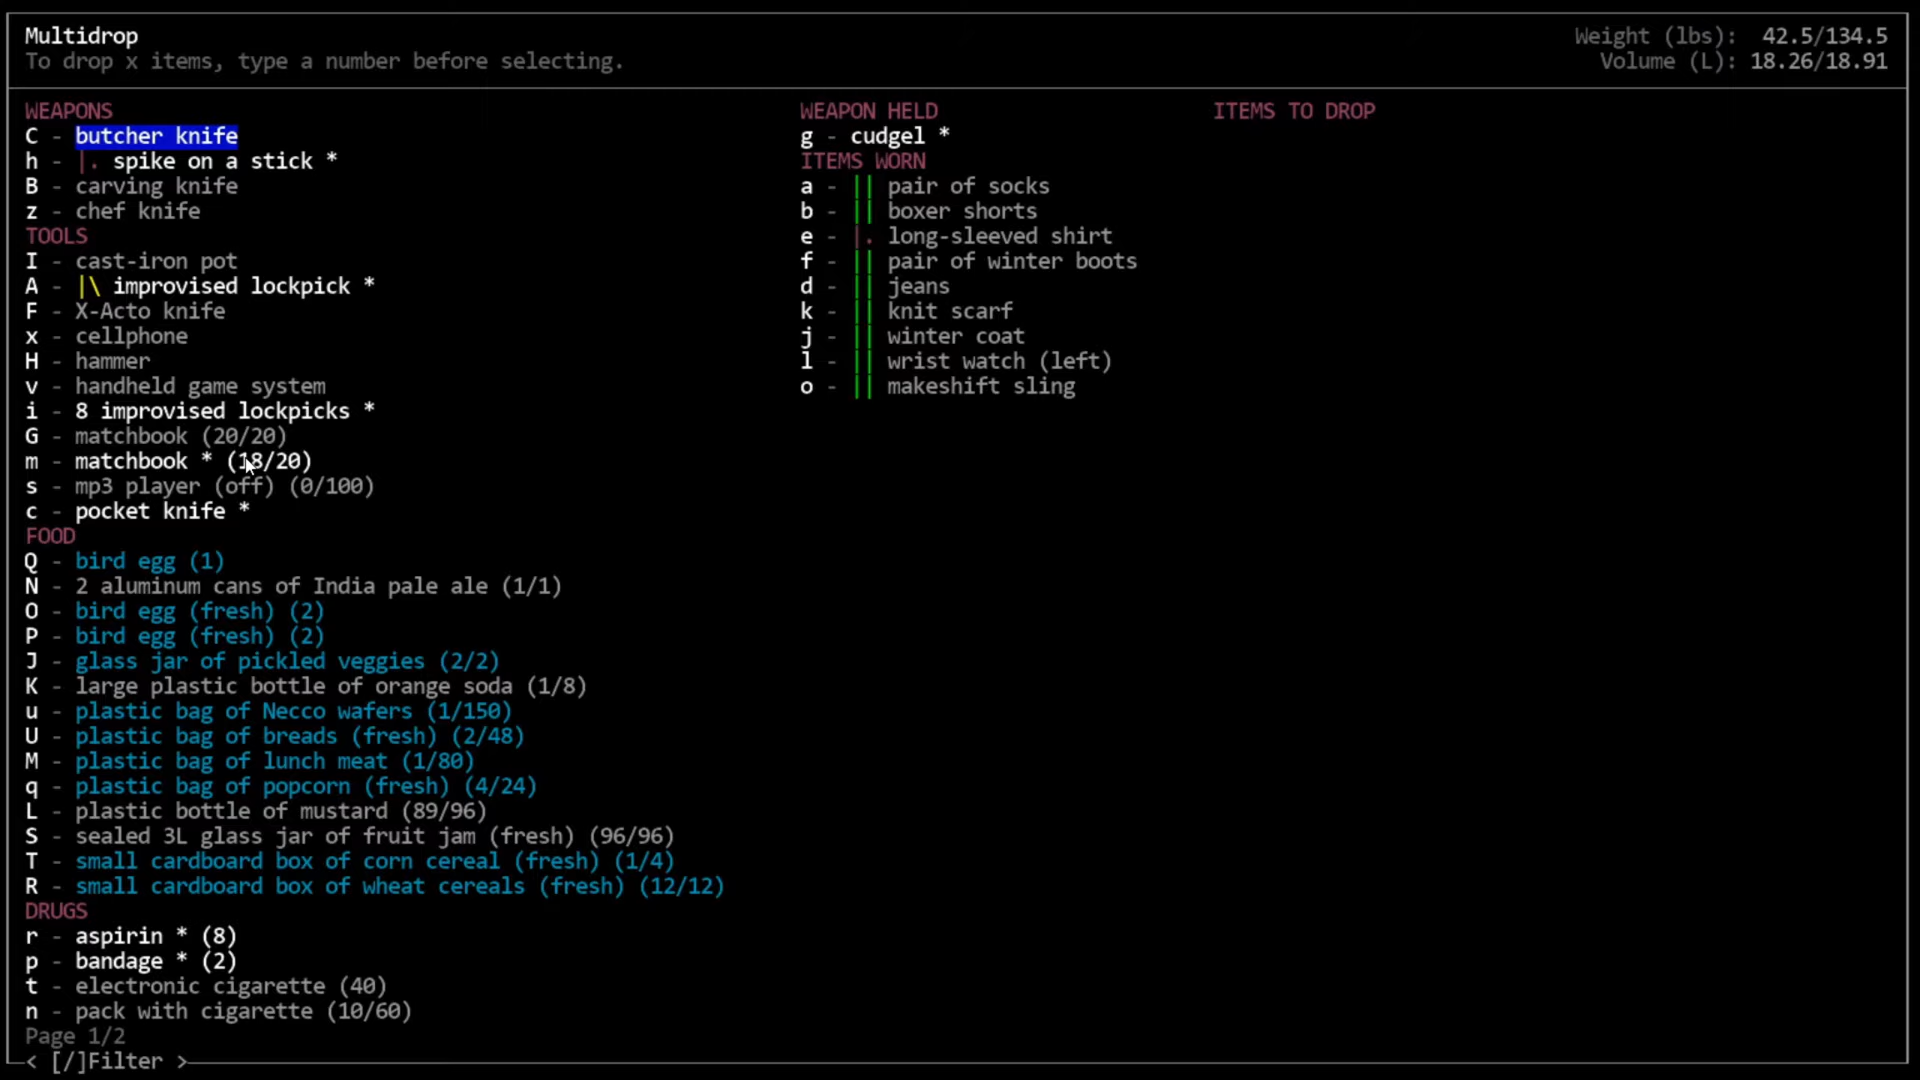 Multidrop
To drop x items, type a number before selecting.
Weight (lbs): 42.5/134.5
Volume (L): 18.26/18.91
WEAPONS
C - butcher knife
h - |. spike on a stick *
B - carving knife
z - chef knife
TOOLS
I - cast-iron pot
A - |\ improvised lockpick *
F - X-Acto knife
x - cellphone
H - hammer
v - handheld game system
i - 8 improvised lockpicks *
G - matchbook (20/20)
m - matchbook * (18/20)
s - mp3 player (off) (0/100)
c - pocket knife *
FOOD
Q - bird egg (1)
N - 2 aluminum cans of India pale ale (1/1)
O - bird egg (fresh) (2)
P - bird egg (fresh) (2)
J - glass jar of pickled veggies (2/2)
K - large plastic bottle of orange soda (1/8)
u - plastic bag of Necco wafers (1/150)
U - plastic bag of breads (fresh) (2/48)
M - plastic bag of lunch meat (1/80)
q - plastic bag of popcorn (fresh) (4/24)
L - plastic bottle of mustard (89/96)
S - sealed 3L glass jar of fruit jam (fresh) (96/96)
T - small cardboard box of corn cereal (fresh) (1/4)
R - small cardboard box of wheat cereals (fresh) (12/12)
DRUGS
r - aspirin * (8)
p - bandage * (2)
t - electronic cigarette (40)
n - pack with cigarette (10/60)
Page 1/2
< [/]Filter >
WEAPON HELD
g - cudgel *
ITEMS WORN
a - || pair of socks
b - || boxer shorts
e - |. long-sleeved shirt
f - || pair of winter boots
d - || jeans
k - || knit scarf
j - || winter coat
l - || wrist watch (left)
o - || makeshift sling
ITEMS TO DROP